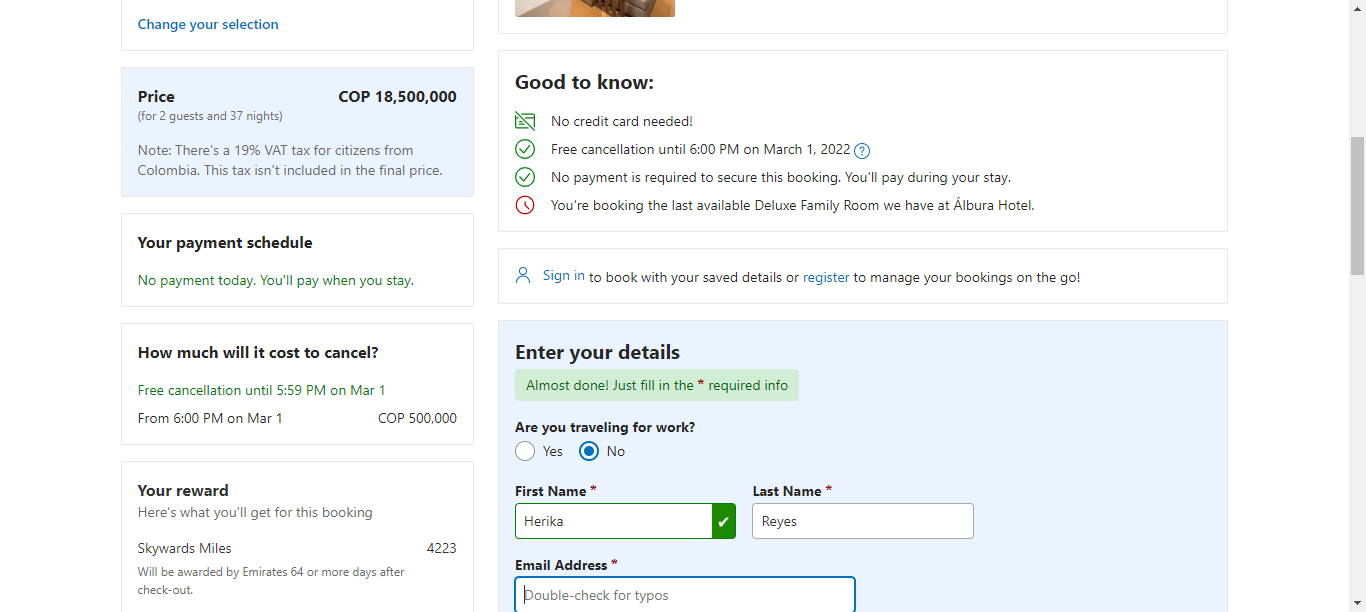 Change your selection
Price COP 18,500,000
(for 2 guests and 37 nights)
Note: There's a 19% VAT tax for citizens from
Colombia. This tax isn't included in the final price.
Your payment schedule
No payment today. You'll pay when you stay.
How much will it cost to cancel?
Free cancellation until 5:59 PM on Mar 1
From 6:00 PM on Mar 1 COP 500,000
Your reward
Here's what you'll get for this booking
Skywards Miles 4223
Will be awarded by Emirates 64 or more days after
check-out.
Good to know:
No credit card needed!
Free cancellation until 6:00 PM on March 1, 2022 ?
No payment is required to secure this booking. You'll pay during your stay.
You're booking the last available Deluxe Family Room we have at Álbura Hotel.
Sign in to book with your saved details or register to manage your bookings on the go!
Enter your details
Almost done! Just fill in the * required info
Are you traveling for work?
Yes No
First Name * Last Name *
Herika Reyes
Email Address *
Double-check for typos